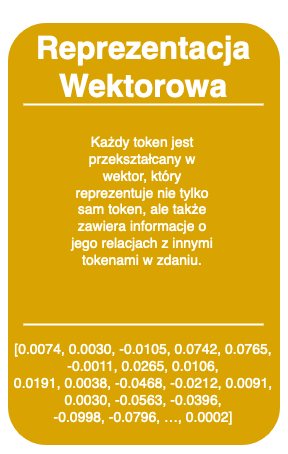 Reprezentacja
Wektorowa
Każdy token jest
przekształcany w
wektor, który
reprezentuje nie tylko
sam token, ale także
zawiera informacje o
jego relacjach z innymi
tokenami w zdaniu.
[0.0074, 0.0030, -0.0105, 0.0742, 0.0765,
-0.0011, 0.0265, 0.0106,
0.0191, 0.0038, -0.0468, -0.0212, 0.0091,
0.0030, -0.0563, -0.0396,
-0.0998, -0.0796, …, 0.0002]